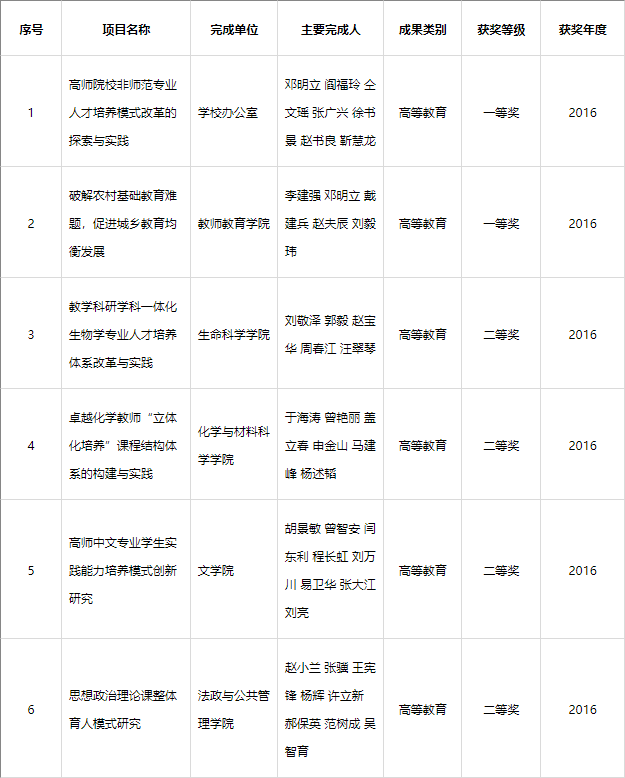 序号
项目名称
完成单位
主要完成人
成果类别
获奖等级
获奖年度
1
高师院校非师范专业
人才培养模式改革的
探索与实践
学校办公室
邓明立 阎福玲 仝
文瑶 张广兴 徐书
景 赵书良 靳慧龙
高等教育
一等奖
2016
2
破解农村基础教育难
题，促进城乡教育均
衡发展
教师教育学院
李建强 邓明立 戴
建兵 赵夫辰 刘毅
玮
高等教育
一等奖
2016
3
教学科研学科一体化
生物学专业人才培养
体系改革与实践
生命科学学院
刘敬泽 郭毅 赵宝
华 周春江 汪翠琴
高等教育
二等奖
2016
4
卓越化学教师“立体
化培养”课程结构体
系的构建与实践
化学与材料科
学学院
于海涛 曾艳丽 盖
立春 申金山 马建
峰 杨述韬
高等教育
二等奖
2016
5
高师中文专业学生实
践能力培养模式创新
研究
文学院
胡景敏 曾智安 闫
东利 程长虹 刘万
川 易卫华 张大江
刘亮
高等教育
二等奖
2016
6
思想政治理论课整体
育人模式研究
法政与公共管
理学院
赵小兰 张骥 王宪
锋 杨辉 许立新
郝保英 范树成 吴
智育
高等教育
二等奖
2016